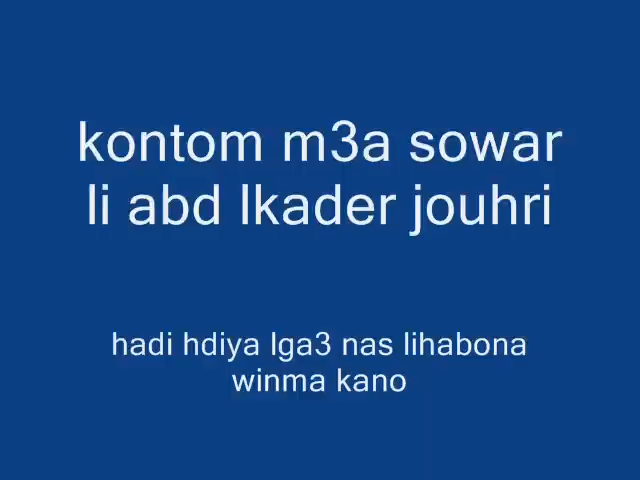 kontom m3a sowar
li abd lkader jouhri
hadi hdiya lga3 nas lihabona
winma kano